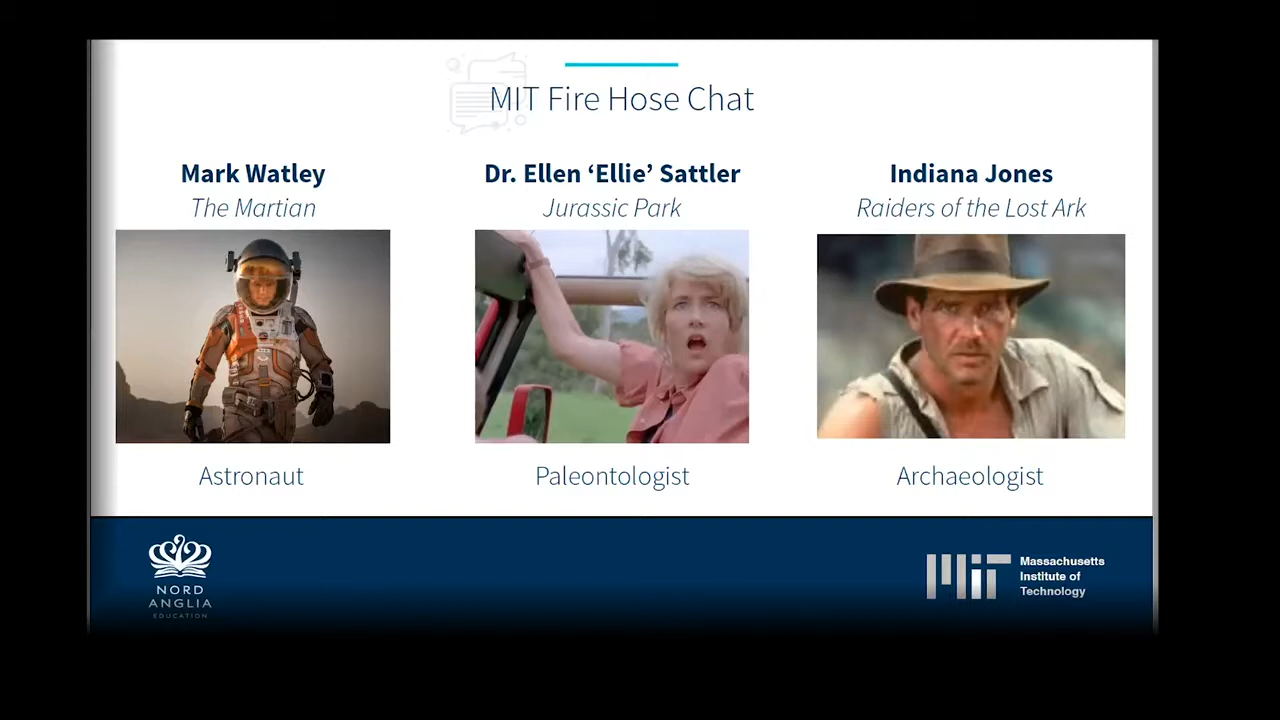 MIT Fire Hose Chat
Mark Watley
The Martian
Dr. Ellen ‘Ellie’ Sattler
Jurassic Park
Indiana Jones
Raiders of the Lost Ark
Astronaut
Paleontologist
Archaeologist
NORD
ANGLIA
EDUCATION
MIT
Massachusetts
Institute of
Technology